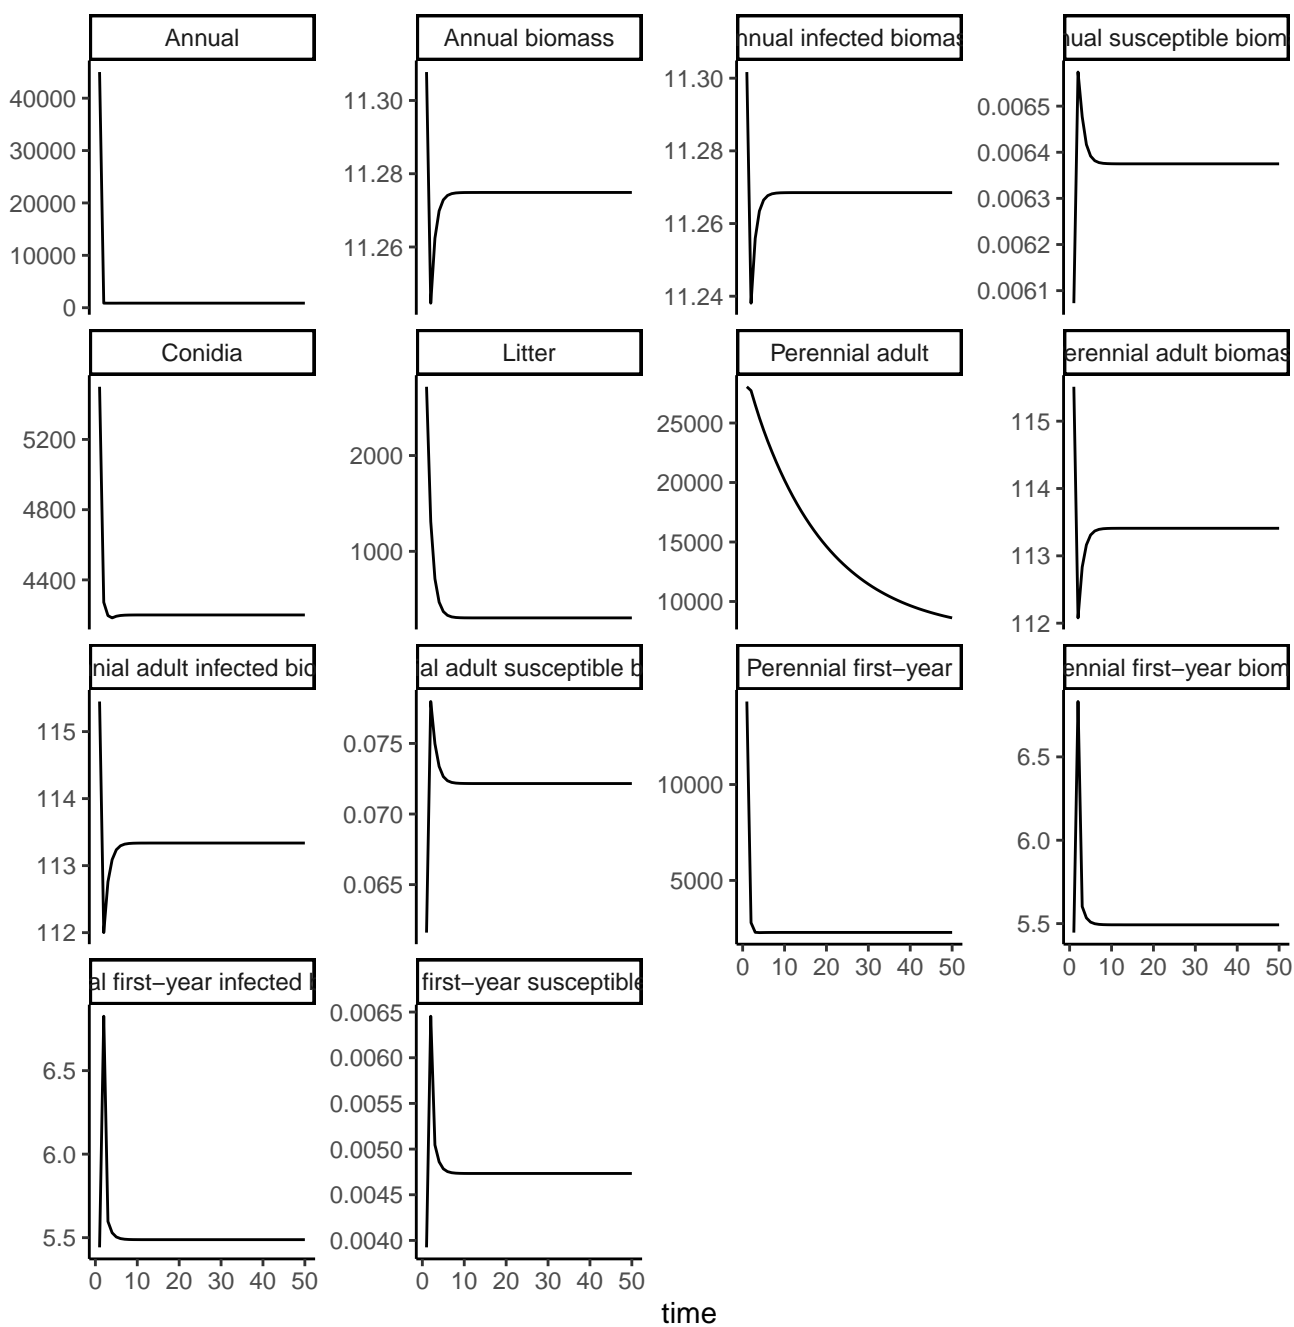 Annual
Annual biomass
nnual infected biomas
nual susceptible biom
40000
30000
20000
10000
0
11.30
11.28
11.26
11.30
11.28
11.26
11.24
0.0065
0.0064
0.0063
0.0062
0.0061
Conidia
Litter
Perennial adult
erennial adult biomas
5200
4800
4400
2000
1000
25000
20000
15000
10000
115
114
113
112
nial adult infected bio
al adult susceptible b
Perennial first−year
ennial first−year biom
115
114
113
112
0.075
0.070
0.065
10000
5000
0 10 20 30 40 50
6.5
6.0
5.5
0 10 20 30 40 50
al first−year infected b
first−year susceptible
6.5
6.0
5.5
0 10 20 30 40 50
0.0065
0.0060
0.0055
0.0050
0.0045
0.0040
0 10 20 30 40 50
time